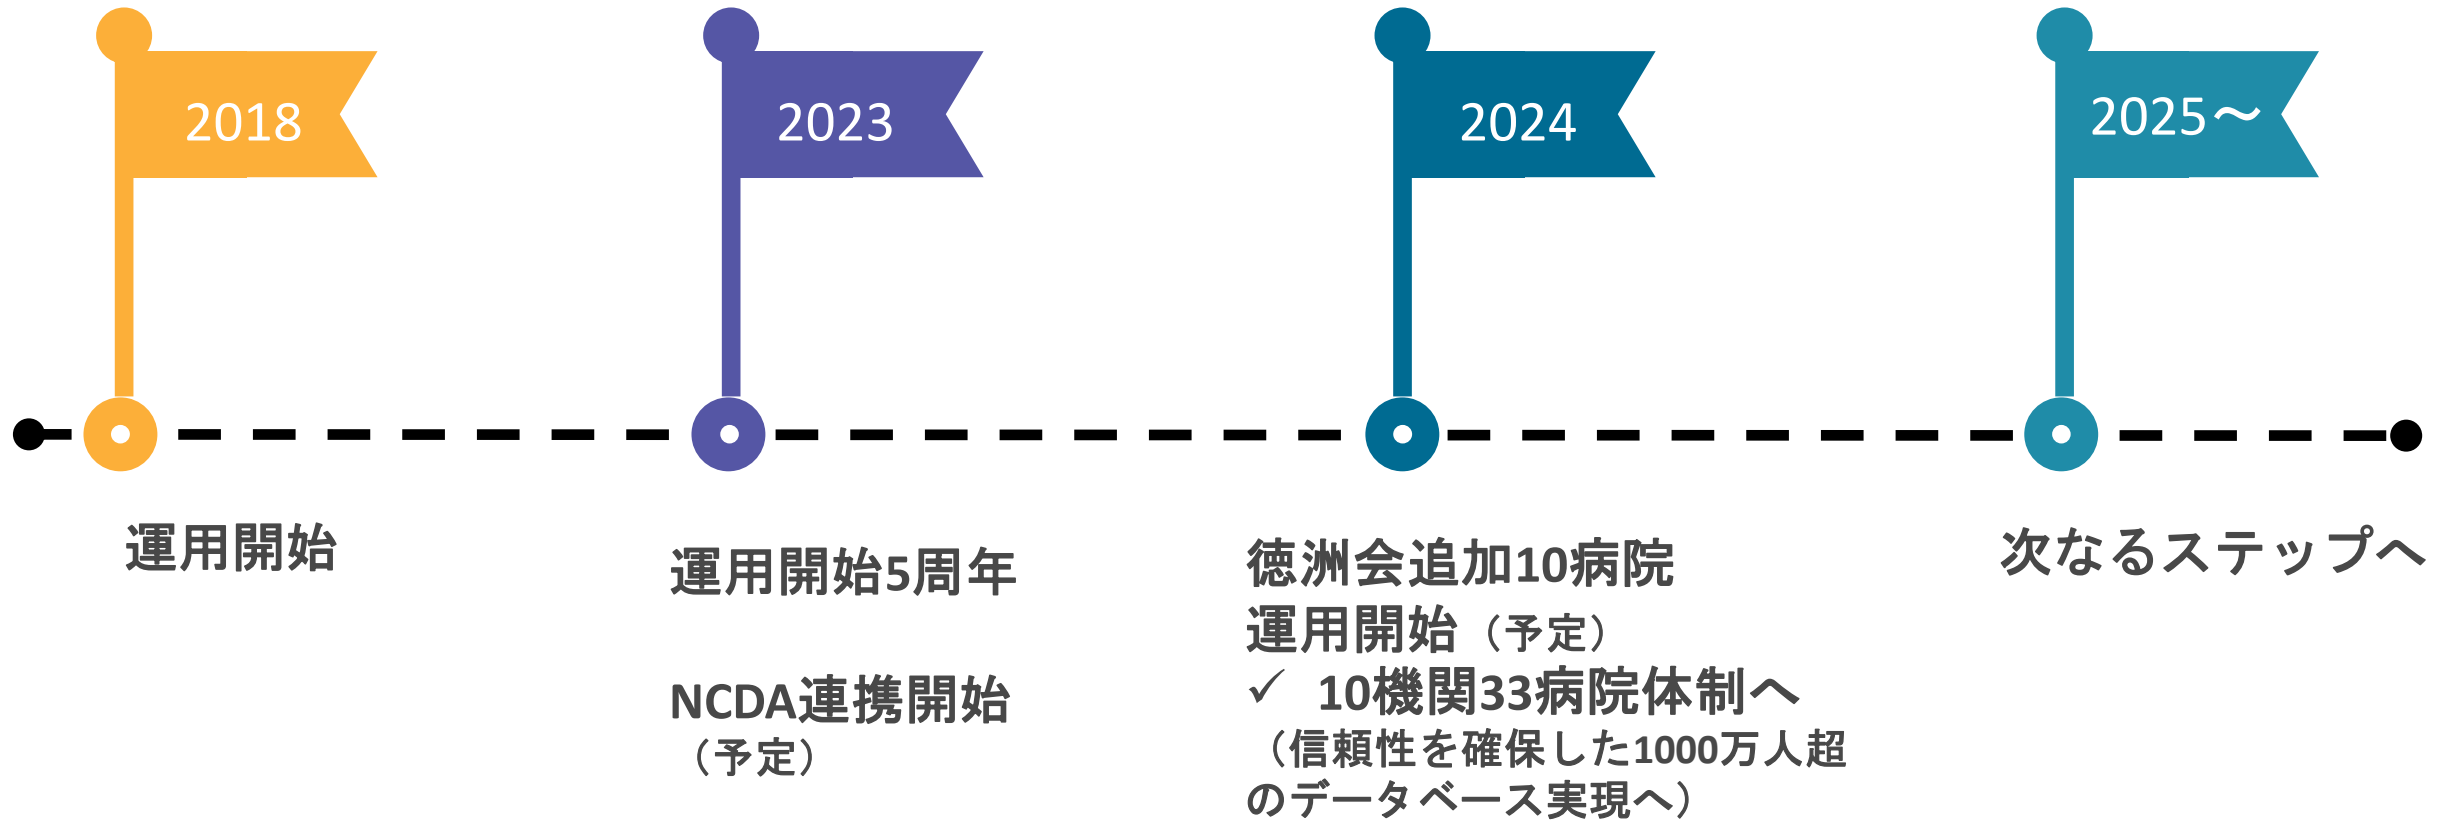 2018
2023
2024
2025～
運用開始
運用開始5周年
NCDA連携開始
（予定）
徳洲会追加10病院
運用開始（予定）
✓ 10機関33病院体制へ
（信頼性を確保した1000万人超
のデータベース実現へ）
次なるステップへ